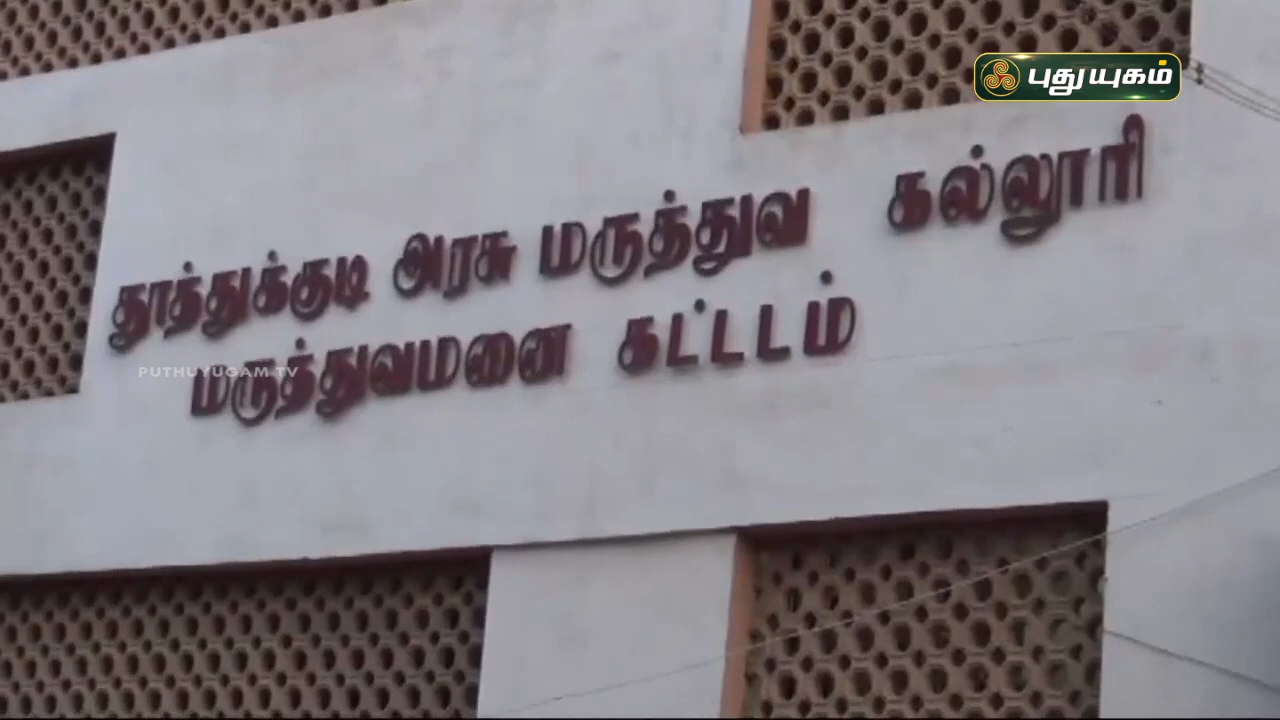 புதுயுகம்
தூத்துக்குடி அரசு மருத்துவ கல்லூரி
PUTHUYUGAM TV
மருத்துவமனை கட்டடம்